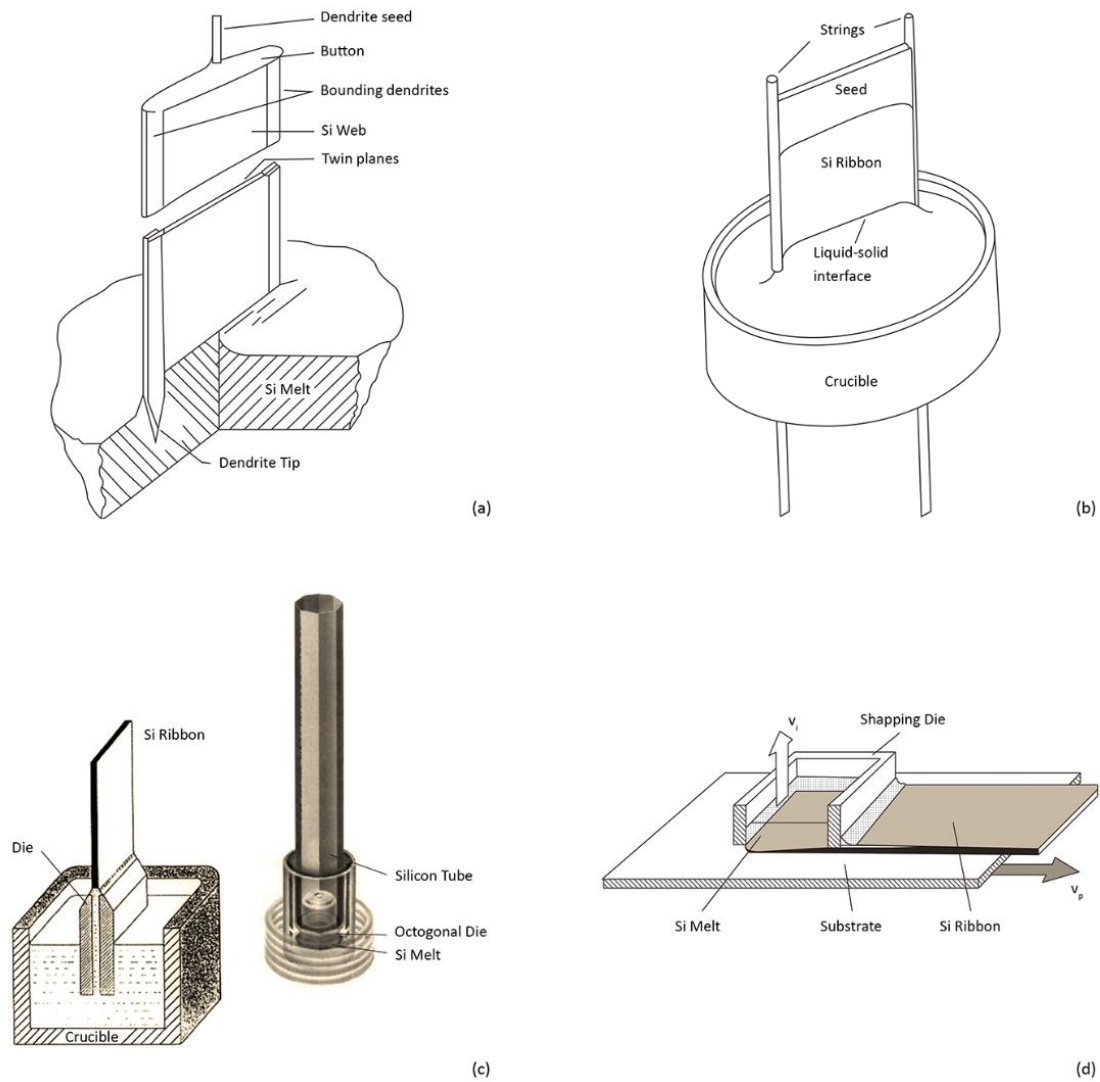 Dendrite seed
Button
Bounding dendrites
Si Web
Twin planes
Si Melt
Dendrite Tip
(a)
Strings
Seed
Si Ribbon
Liquid-solid
interface
Crucible
(b)
Si Ribbon
Die
Crucible
Silicon Tube
Octogonal Die
Si Melt
(c)
vi
Shapping Die
vp
Si Melt
Substrate
Si Ribbon
(d)